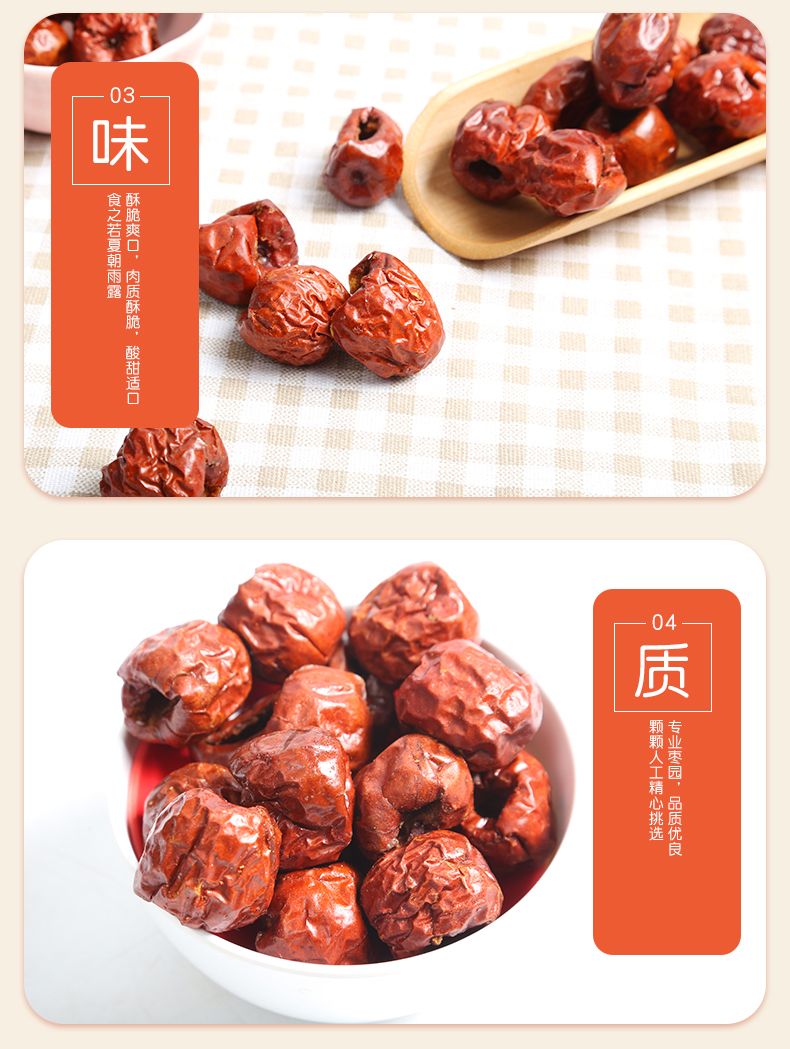 03
味
酥脆爽口，肉质酥脆，酸甜适口
食之若夏朝雨露
04
质
专业枣园，品质优良
颗颗人工精心挑选